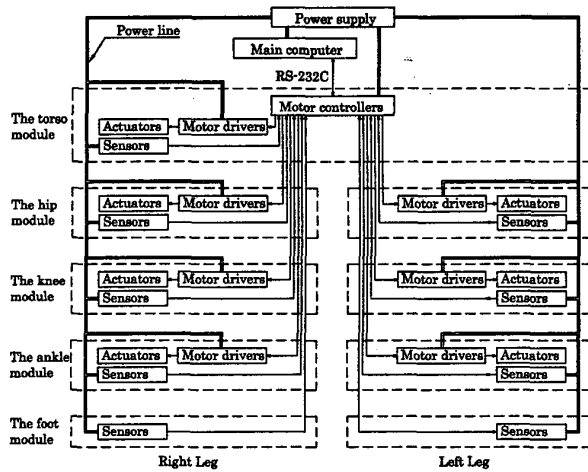 Power supply
Power line
Main computer
RS-232C
Motor controllers
The torso
module
Actuators Motor drivers
Sensors
The hip
module
Actuators Motor drivers Motor drivers Actuators
Sensors Sensors
The knee
module
Actuators Motor drivers Motor drivers Actuators
Sensors Sensors
The ankle
module
Actuators Motor drivers Motor drivers Actuators
Sensors Sensors
The foot
module
Sensors Sensors
Right Leg Left Leg